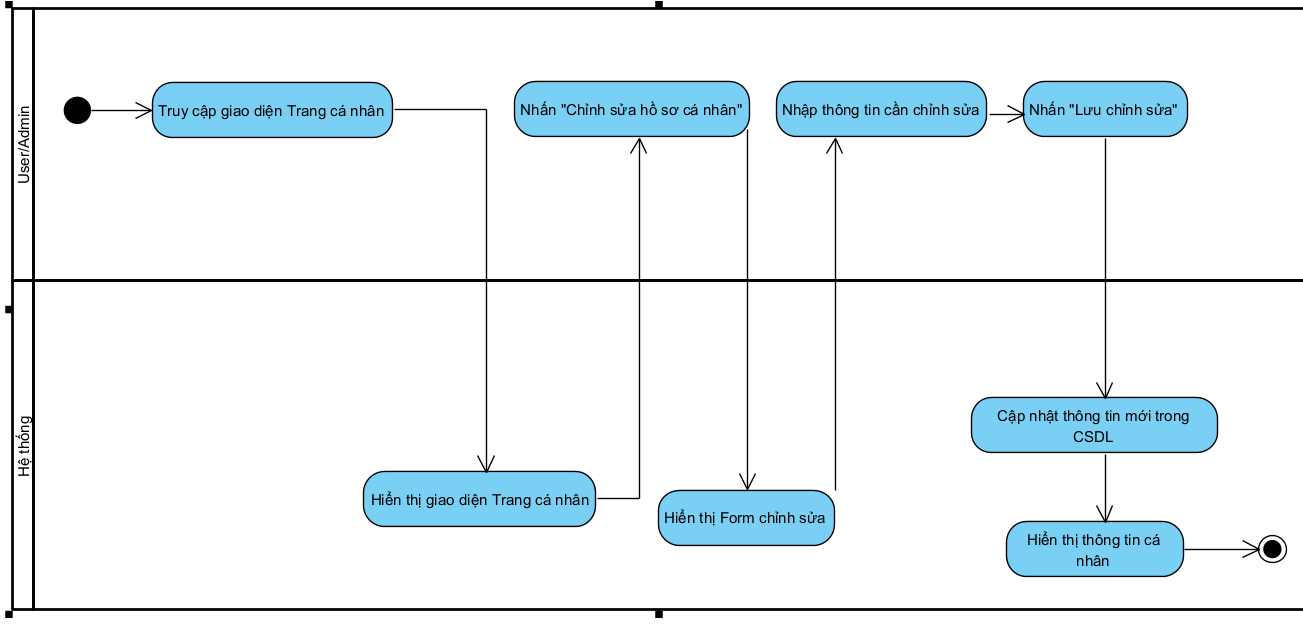 User/Admin
Truy cập giao diện Trang cá nhân
Nhấn "Chỉnh sửa hồ sơ cá nhân"
Nhập thông tin cần chỉnh sửa
Nhấn "Lưu chỉnh sửa"
Hệ thống
Hiển thị giao diện Trang cá nhân
Hiển thị Form chỉnh sửa
Cập nhật thông tin mới trong
CSDL
Hiển thị thông tin cá
nhân